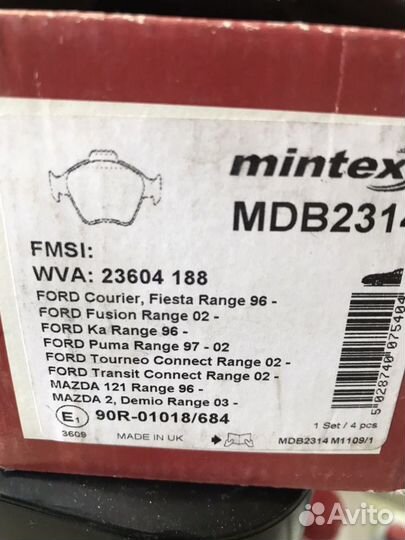 mintex
MDB2314
FMSI:
WVA: 23604 188
FORD Courier, Fiesta Range 96 -
FORD Fusion Range 02 -
FORD Ka Range 96 -
FORD Puma Range 97 - 02
FORD Tourneo Connect Range 02 -
FORD Transit Connect Range 02 -
MAZDA 121 Range 96 -
MAZDA 2, Demio Range 03 -
E1 90R-01018/684
3609
MADE IN UK
1 Set / 4 pcs
MDB2314 M1109/1
5 028740 075404
Avito